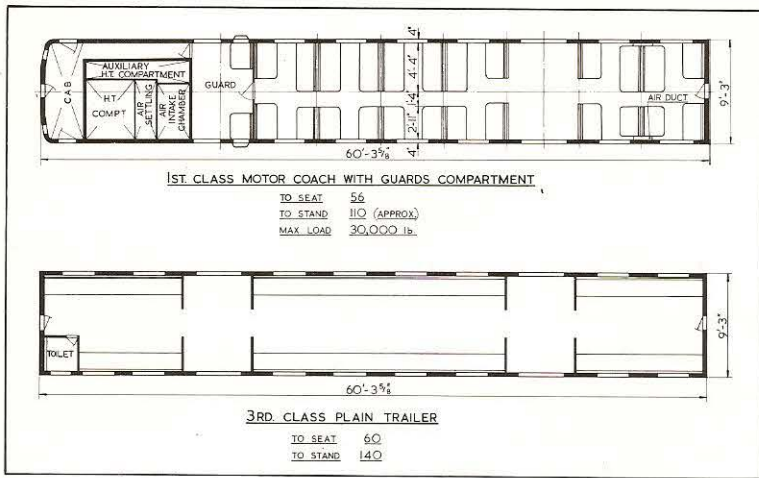 CAB
AUXILIARY
H.T. COMPARTMENT
H.T.
COMPT
AIR
SETTLING
AIR
INTAKE
CHAMBER
GUARD
4"
4'-4"
1'-4"
2'-11"
4"
AIR DUCT
9'-3"
60'-3⅝"
1ST. CLASS MOTOR COACH WITH GUARDS COMPARTMENT
TO SEAT 56
TO STAND 110 (APPROX.)
MAX LOAD 30,000 lb.
TOILET
9'-3"
60'-3⅝"
3RD. CLASS PLAIN TRAILER
TO SEAT 60
TO STAND 140